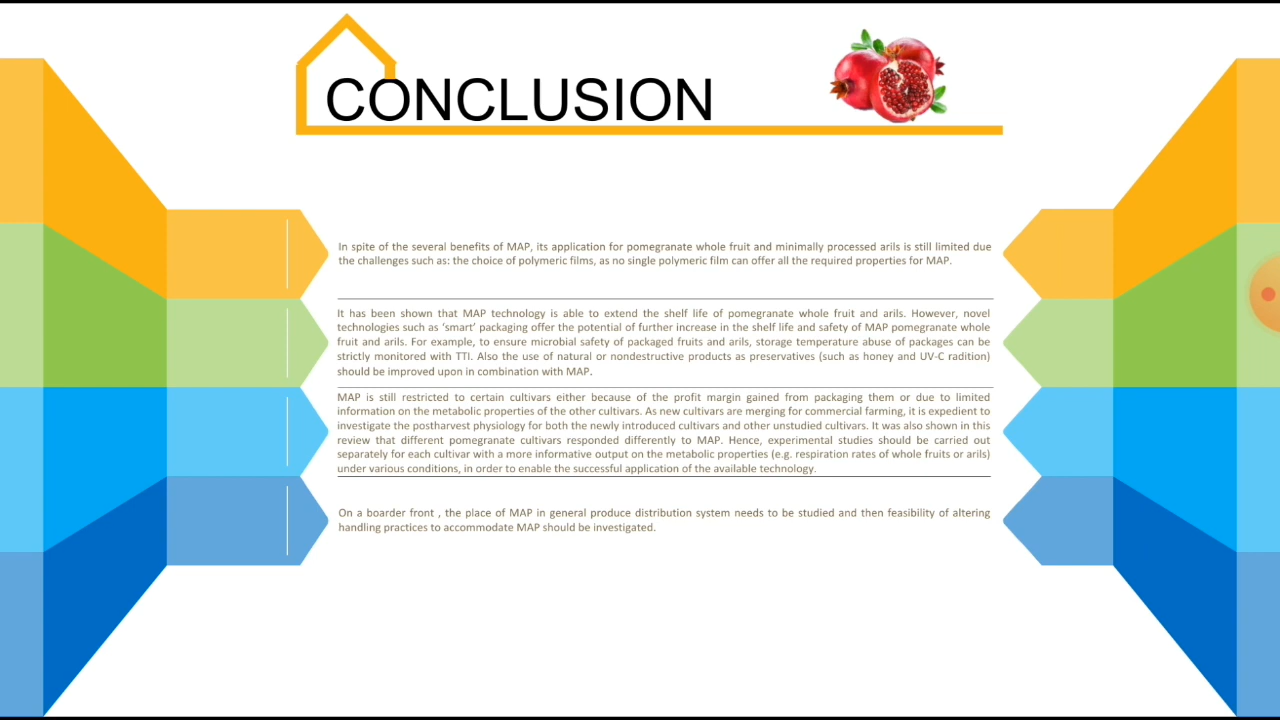 CONCLUSION
In spite of the several benefits of MAP, its application for pomegranate whole fruit and minimally processed arils is still limited due
the challenges such as: the choice of polymeric films, as no single polymeric film can offer all the required properties for MAP.
It has been shown that MAP technology is able to extend the shelf life of pomegranate whole fruit and arils. However, novel
technologies such as ‘smart’ packaging offer the potential of further increase in the shelf life and safety of MAP pomegranate whole
fruit and arils. For example, to ensure microbial safety of packaged fruits and arils, storage temperature abuse of packages can be
strictly monitored with TTI. Also the use of natural or nondestructive products as preservatives (such as honey and UV-C radition)
should be improved upon in combination with MAP.
MAP is still restricted to certain cultivars either because of the profit margin gained from packaging them or due to limited
information on the metabolic properties of the other cultivars. As new cultivars are merging for commercial farming, it is expedient to
investigate the postharvest physiology for both the newly introduced cultivars and other unstudied cultivars. It was also shown in this
review that different pomegranate cultivars responded differently to MAP. Hence, experimental studies should be carried out
separately for each cultivar with a more informative output on the metabolic properties (e.g. respiration rates of whole fruits or arils)
under various conditions, in order to enable the successful application of the available technology.
On a boarder front , the place of MAP in general produce distribution system needs to be studied and then feasibility of altering
handling practices to accommodate MAP should be investigated.